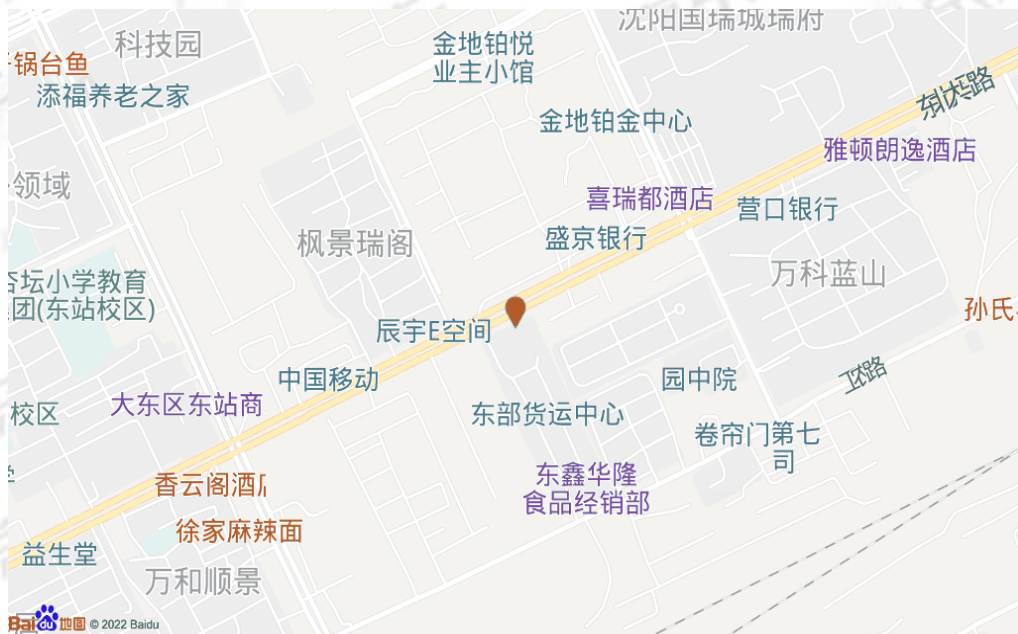 沈阳国瑞城瑞府
科技园
金地铂悦
业主小馆
锅台鱼
添福养老之家
东北大路
金地铂金中心
雅顿朗逸酒店
领域
喜瑞都酒店
营口银行
枫景瑞阁
盛京银行
万科蓝山
杏坛小学教育
团(东站校区)
孙氏
辰宇E空间
中国移动
园中院
校区
大东区东站商
东部货运中心
卷帘门第七
司
香云阁酒店
东鑫华隆
食品经销部
徐家麻辣面
益生堂
万和顺景
Bai du 地图 © 2022 Baidu